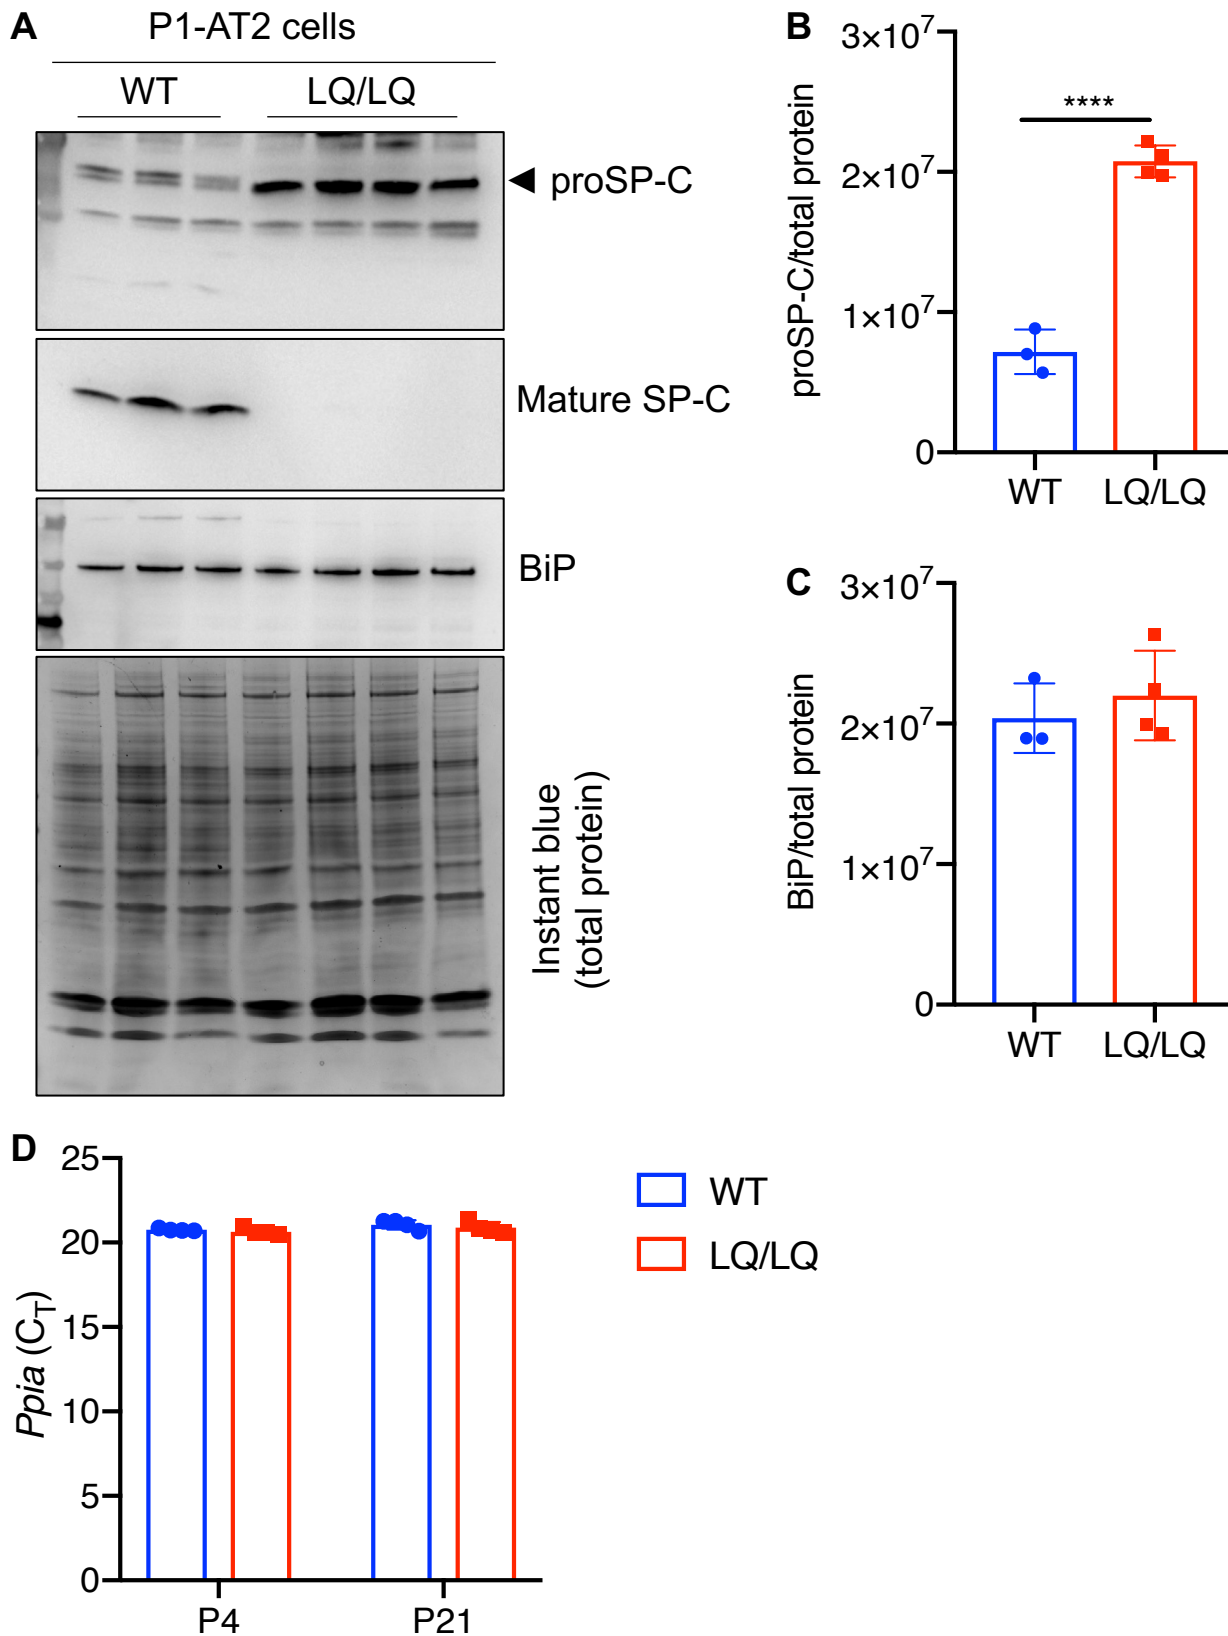 A
P1-AT2 cells
WT
LQ/LQ
proSP-C
Mature SP-C
BiP
Instant blue
(total protein)
B
3×10⁷
2×10⁷
1×10⁷
0
proSP-C/total protein
****
WT
LQ/LQ
C
3×10⁷
2×10⁷
1×10⁷
0
BiP/total protein
WT
LQ/LQ
D
25
20
15
10
5
0
Ppia (C_T)
P4
P21
WT
LQ/LQ